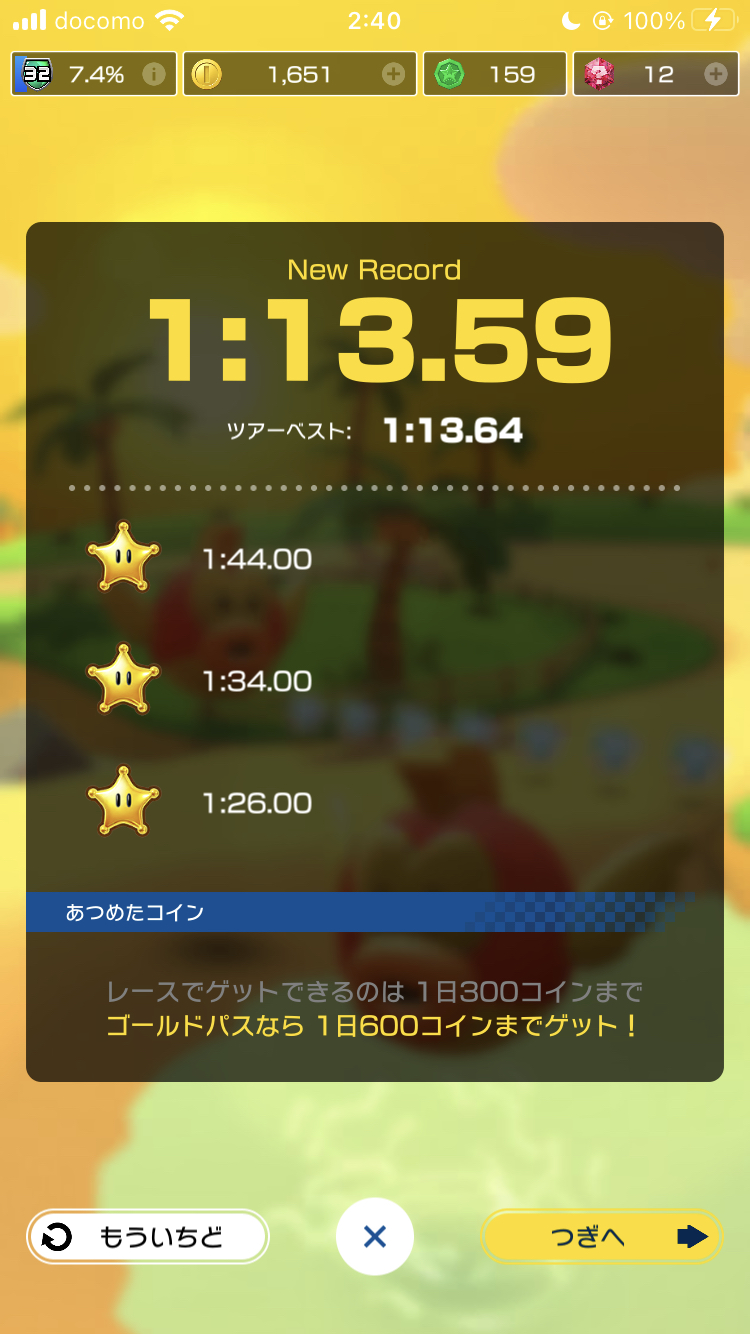 docomo 2:40 100%
32 7.4% 1,651 159 12
New Record
1:13.59
ツアーベスト: 1:13.64
1:44.00
1:34.00
1:26.00
あつめたコイン
レースでゲットできるのは 1日300コインまで
ゴールドパスなら 1日600コインまでゲット！
もういちど つぎへ